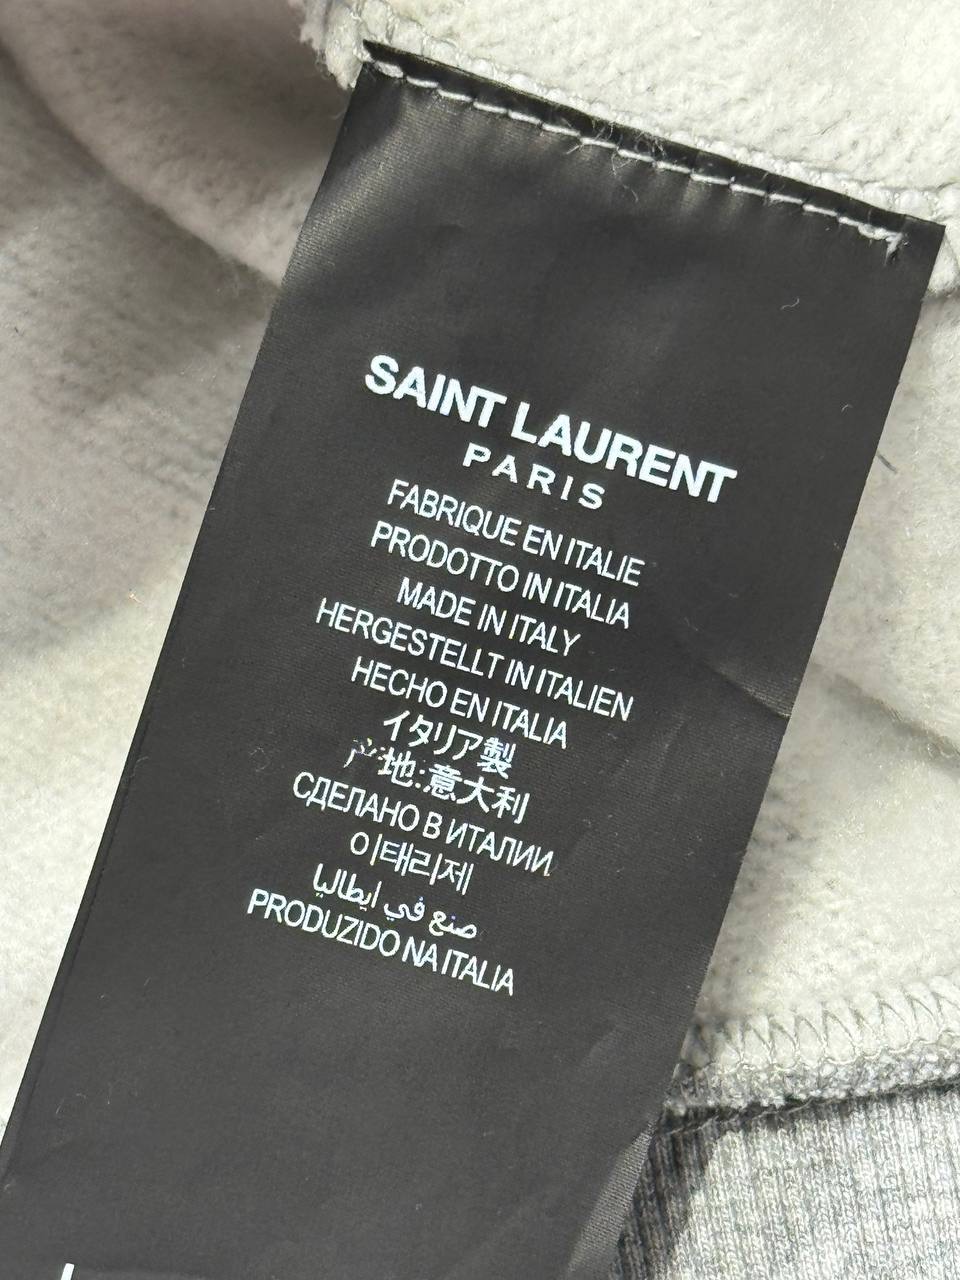 SAINT LAURENT
PARIS
FABRIQUE EN ITALIE
PRODOTTO IN ITALIA
MADE IN ITALY
HERGESTELLT IN ITALIEN
HECHO EN ITALIA
イタリア製
产地:意大利
СДЕЛАНО В ИТАЛИИ
이태리제
صنع في ايطاليا
PRODUZIDO NA ITALIA